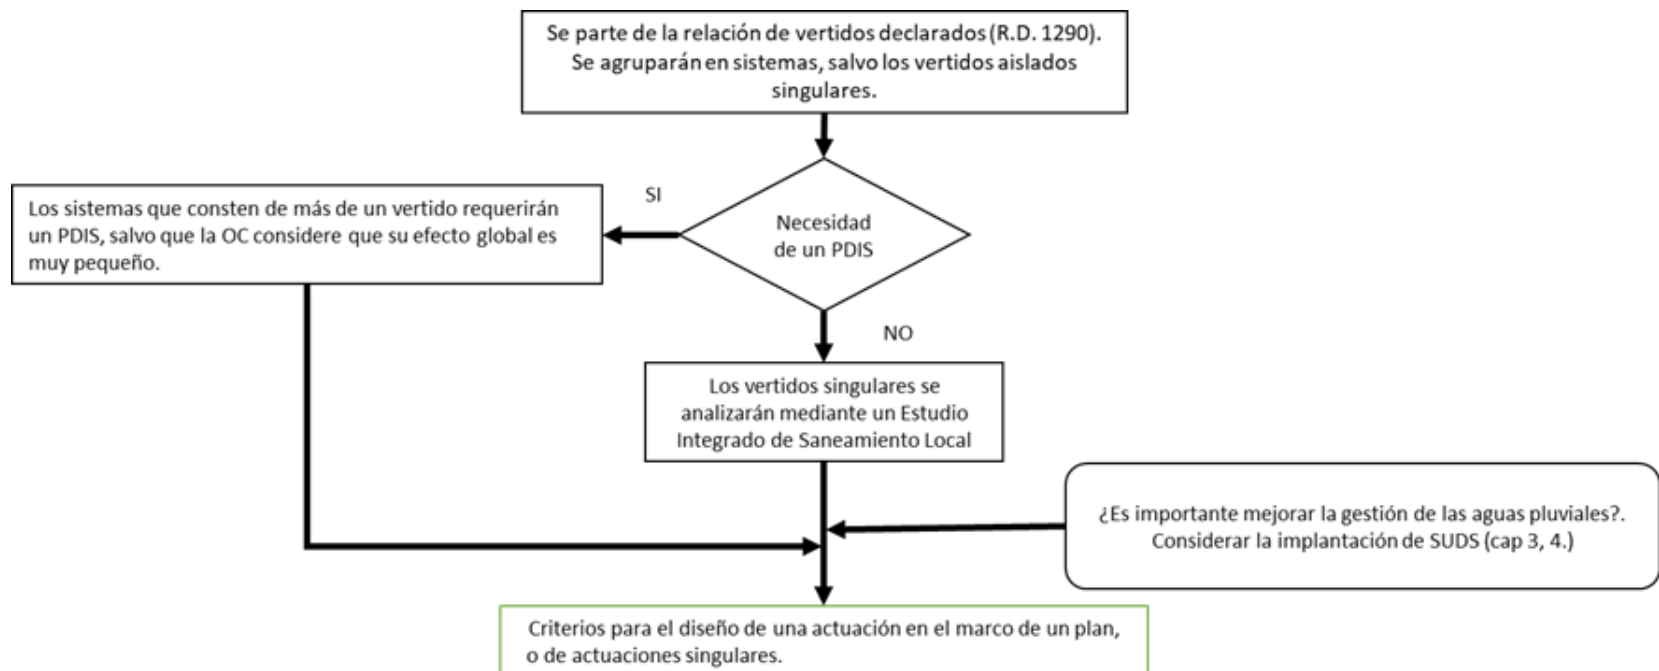 Se parte de la relación de vertidos declarados (R.D. 1290).
Se agruparán en sistemas, salvo los vertidos aislados
singulares.
SI
Los sistemas que consten de más de un vertido requerirán
un PDIS, salvo que la OC considere que su efecto global es
muy pequeño.
Necesidad
de un PDIS
NO
Los vertidos singulares se
analizarán mediante un Estudio
Integrado de Saneamiento Local
¿Es importante mejorar la gestión de las aguas pluviales?.
Considerar la implantación de SUDS (cap 3, 4.)
Criterios para el diseño de una actuación en el marco de un plan,
o de actuaciones singulares.